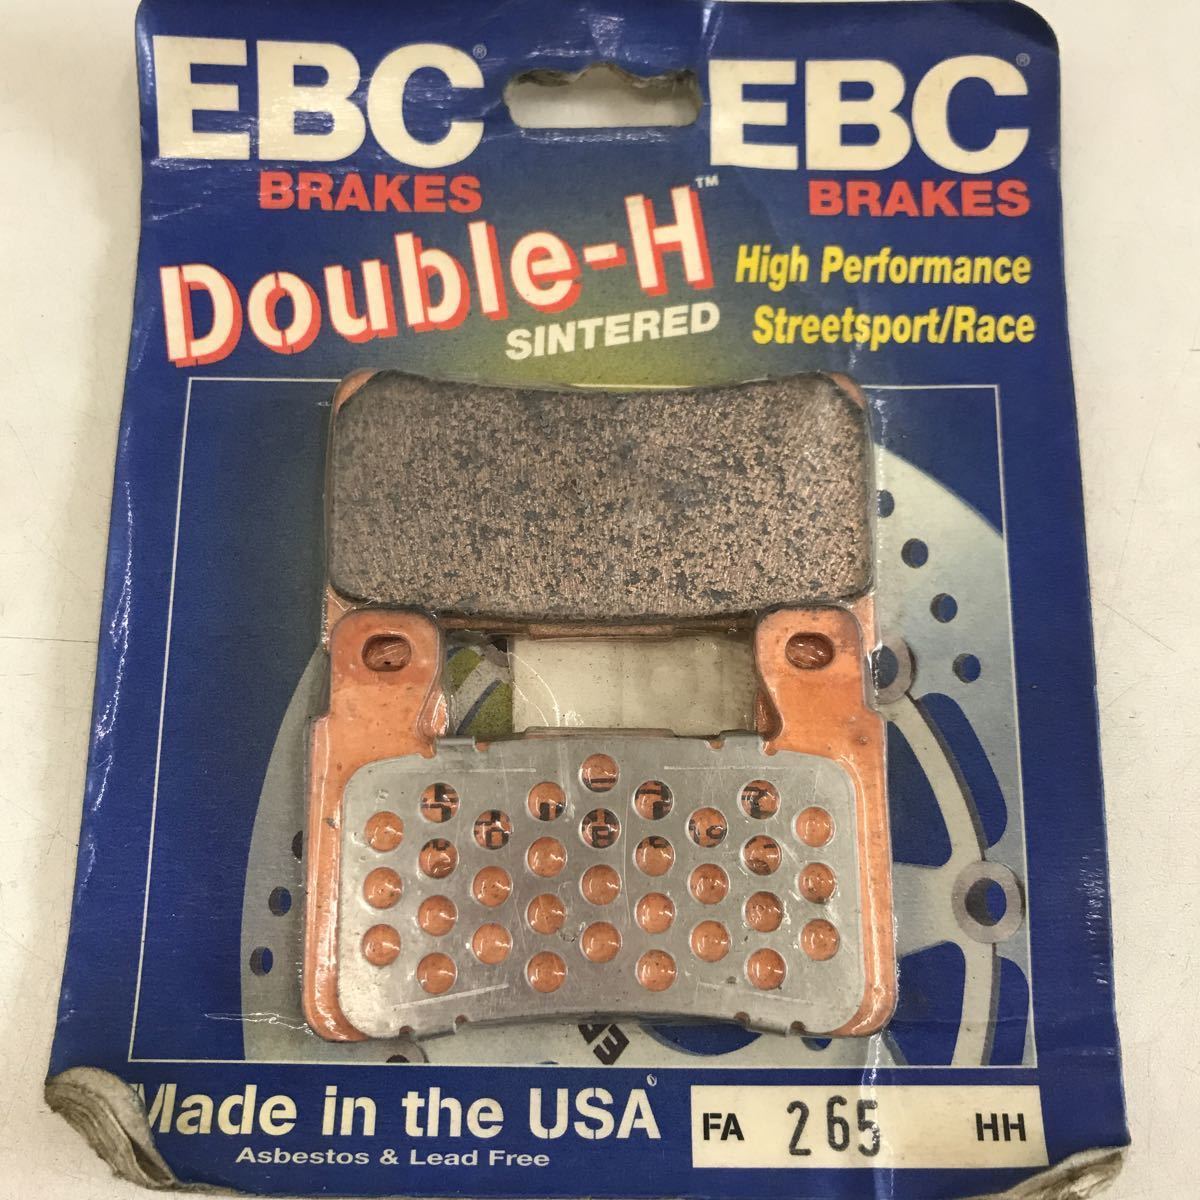 EBC® EBC®
BRAKES BRAKES
Double-H™
SINTERED
High Performance
Streetsport/Race
Made in the USA
Asbestos & Lead Free
FA 265 HH